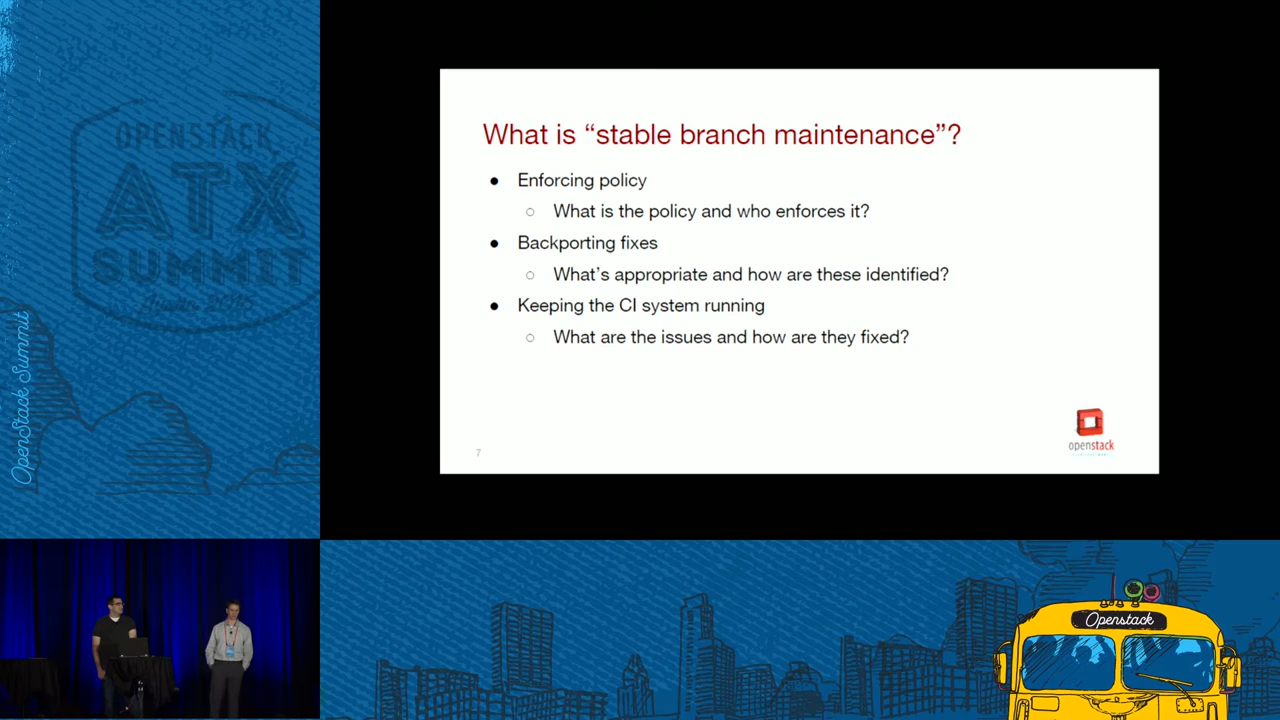 OPENSTACK
ATX
SUMMIT
Austin 2016
OpenStack Summit
What is “stable branch maintenance”?
● Enforcing policy
○ What is the policy and who enforces it?
● Backporting fixes
○ What’s appropriate and how are these identified?
● Keeping the CI system running
○ What are the issues and how are they fixed?
openstack
7
Openstack